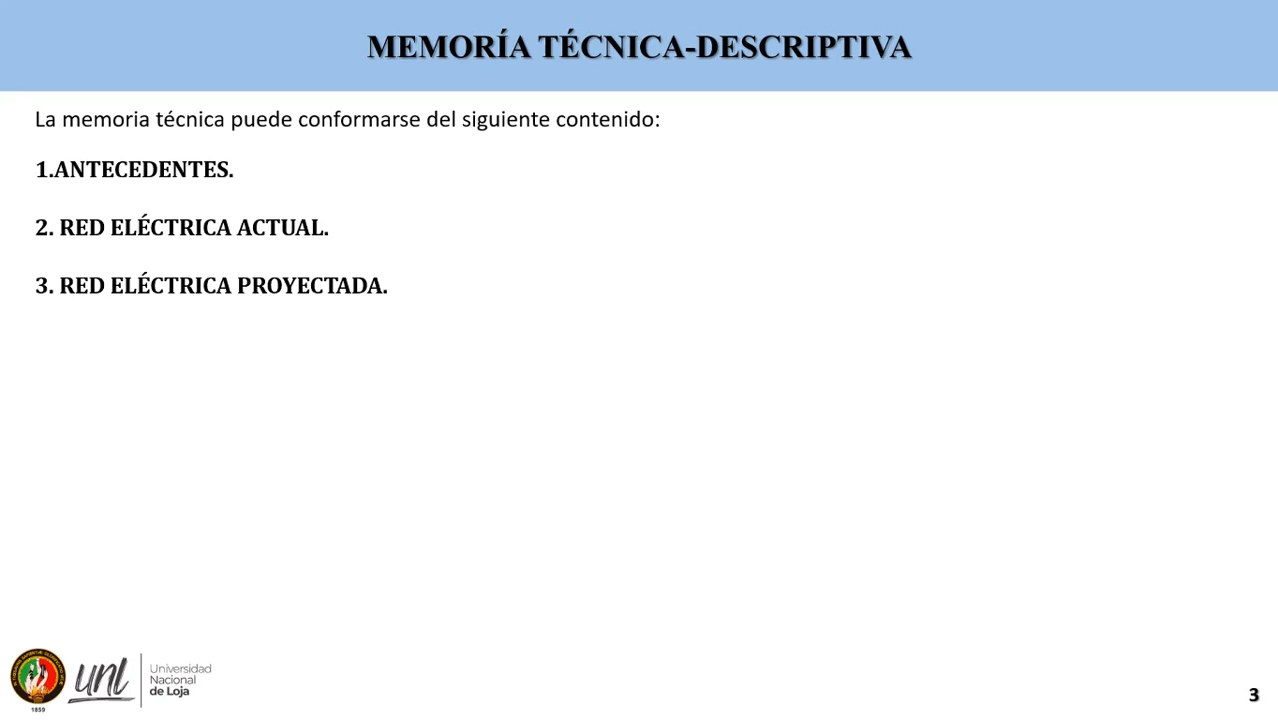 MEMORÍA TÉCNICA-DESCRIPTIVA
La memoria técnica puede conformarse del siguiente contenido:
1.ANTECEDENTES.
2. RED ELÉCTRICA ACTUAL.
3. RED ELÉCTRICA PROYECTADA.
unl
Universidad
Nacional
de Loja
1859
3